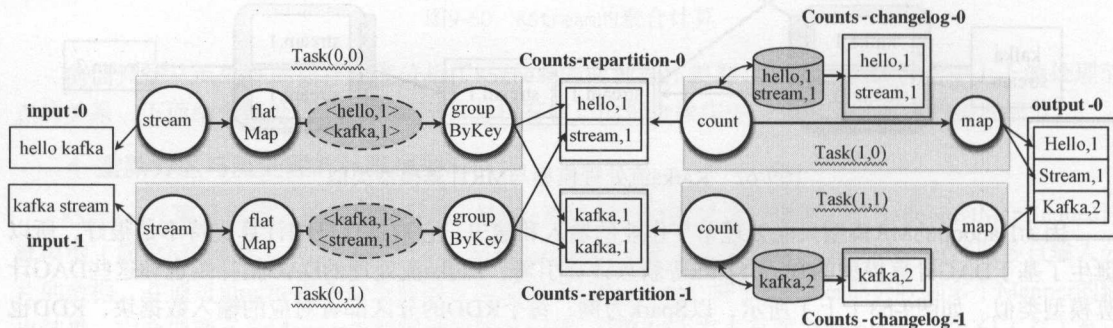 Counts-changelog-0
Task(0,0)
Counts-repartition-0
input-0
hello kafka
stream
flat
Map
<hello,1>
<kafka,1>
group
ByKey
hello,1
stream,1
count
hello,1
stream,1
hello,1
stream,1
map
Task(1,0)
output-0
Hello,1
Stream,1
Kafka,2
kafka stream
input-1
stream
flat
Map
<kafka,1>
<stream,1>
group
ByKey
kafka,1
kafka,1
Counts-repartition-1
Task(1,1)
count
map
kafka,2
kafka,2
Task(0,1)
Counts-changelog-1